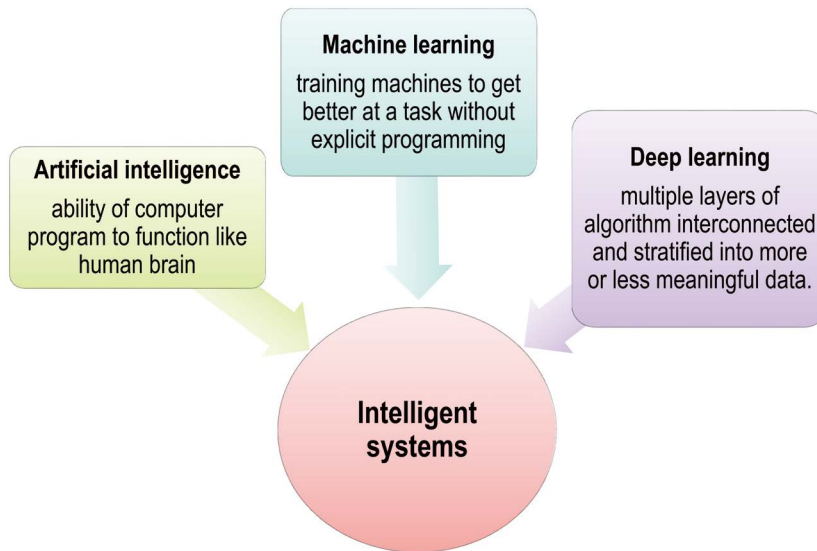 Machine learning
training machines to get
better at a task without
explicit programming
Artificial intelligence
ability of computer
program to function like
human brain
Deep learning
multiple layers of
algorithm interconnected
and stratified into more
or less meaningful data.
Intelligent
systems